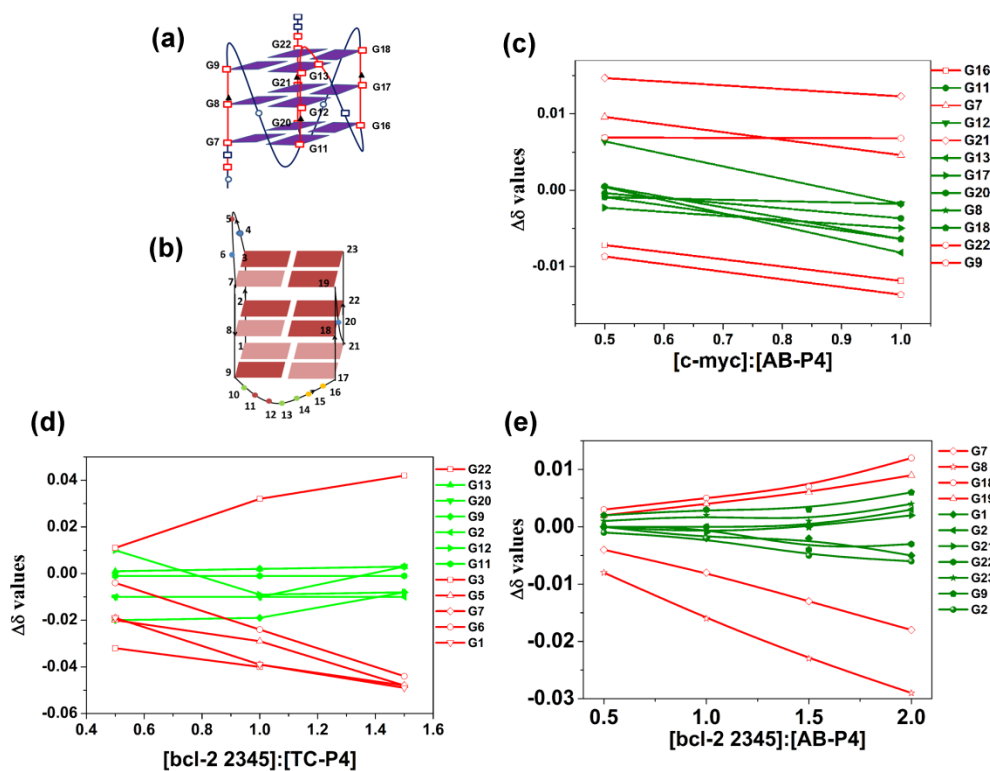 (a)
G22
G18
G9
G13
G21
G17
G8
G12
G20
G16
G7
G11
(b)
5
4
6
3
23
7
19
2
22
8
18
20
1
21
9
17
10
16
11
15
12
13
14
(c)
Δδ values
0.01
0.00
-0.01
0.5 0.6 0.7 0.8 0.9 1.0
[c-myc]:[AB-P4]
G16
G11
G7
G12
G21
G13
G17
G20
G8
G18
G22
G9
(d)
Δδ values
0.04
0.02
0.00
-0.02
-0.04
-0.06
0.4 0.6 0.8 1.0 1.2 1.4 1.6
[bcl-2 2345]:[TC-P4]
G22
G13
G20
G9
G2
G12
G11
G3
G5
G7
G6
G1
(e)
Δδ values
0.01
0.00
-0.01
-0.02
-0.03
0.5 1.0 1.5 2.0
[bcl-2 2345]:[AB-P4]
G7
G8
G18
G19
G1
G2
G21
G22
G23
G9
G2